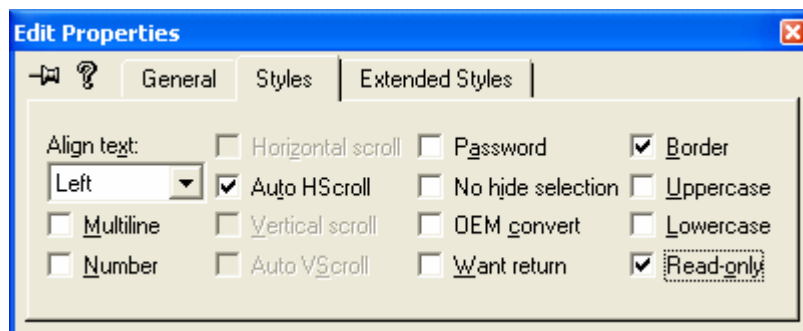 Edit Properties
? General Styles Extended Styles
Align text: Horizontal scroll Password Border
Left Auto HScroll No hide selection Uppercase
Multiline Vertical scroll OEM convert Lowercase
Number Auto VScroll Want return Read-only